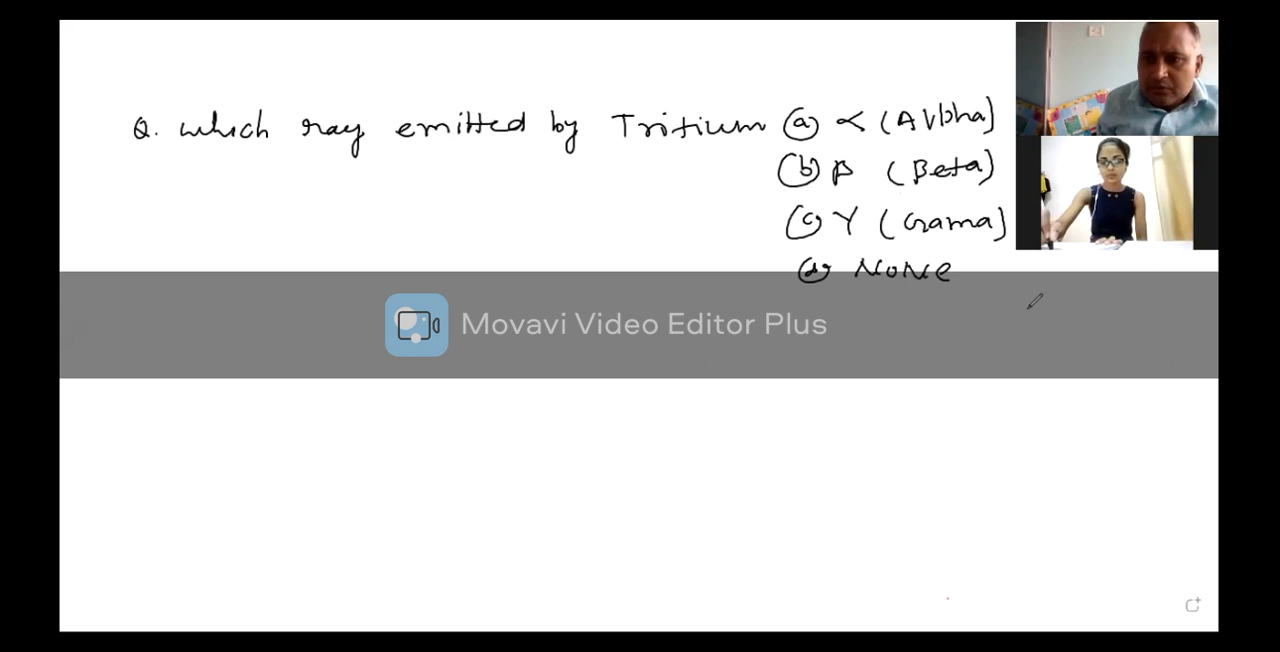 Q. which ray emitted by Tritium (a) α (Alpha)
(b) β (Beta)
(c) γ (Gama)
(d) None
Movavi Video Editor Plus